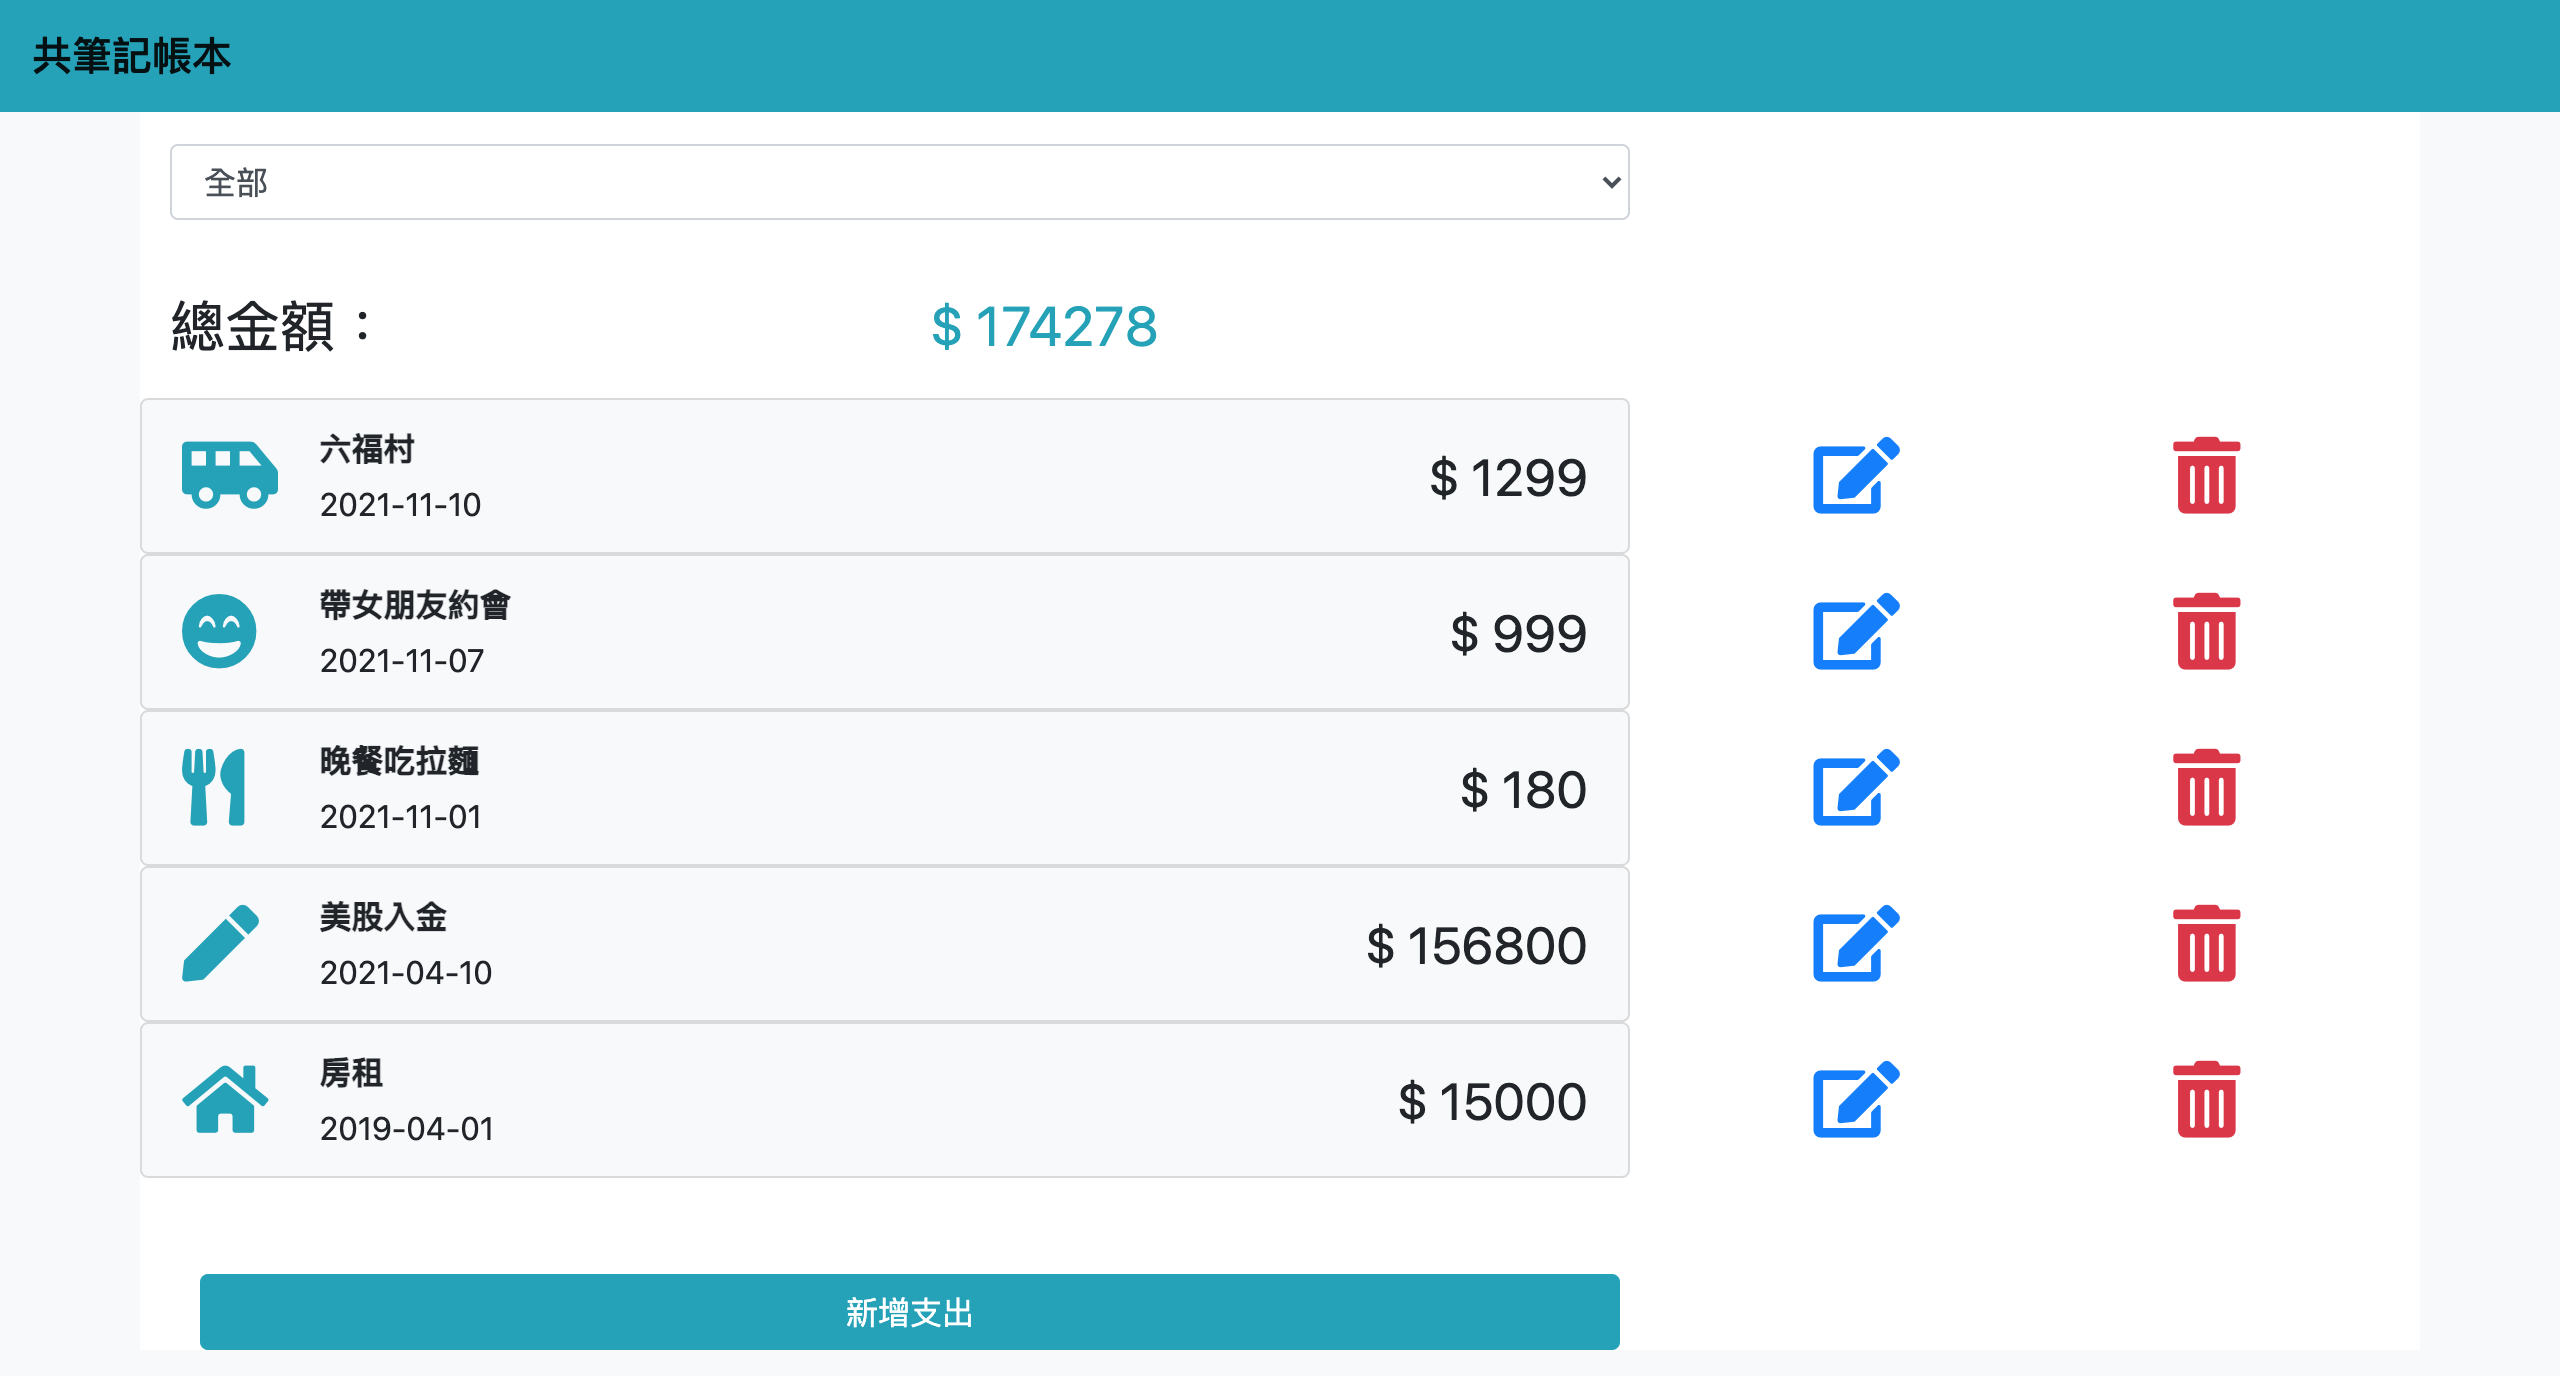 共筆記帳本
全部
總金額：
$ 174278
六福村
2021-11-10
$ 1299
帶女朋友約會
2021-11-07
$ 999
晚餐吃拉麵
2021-11-01
$ 180
美股入金
2021-04-10
$ 156800
房租
2019-04-01
$ 15000
新增支出